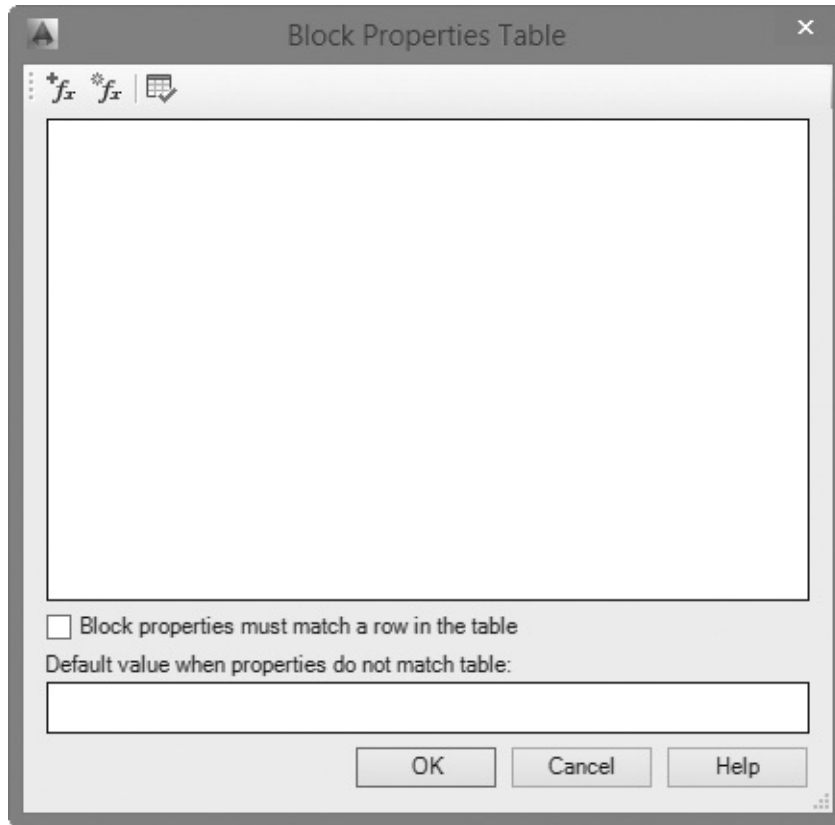 Block Properties Table
Block properties must match a row in the table
Default value when properties do not match table:
OK Cancel Help